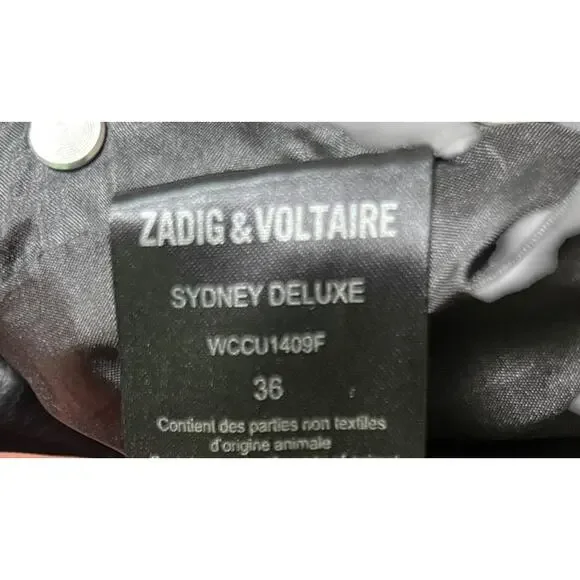 ZADIG & VOLTAIRE
SYDNEY DELUXE
WCCU1409F
36
Contient des parties non textiles
d'origine animale